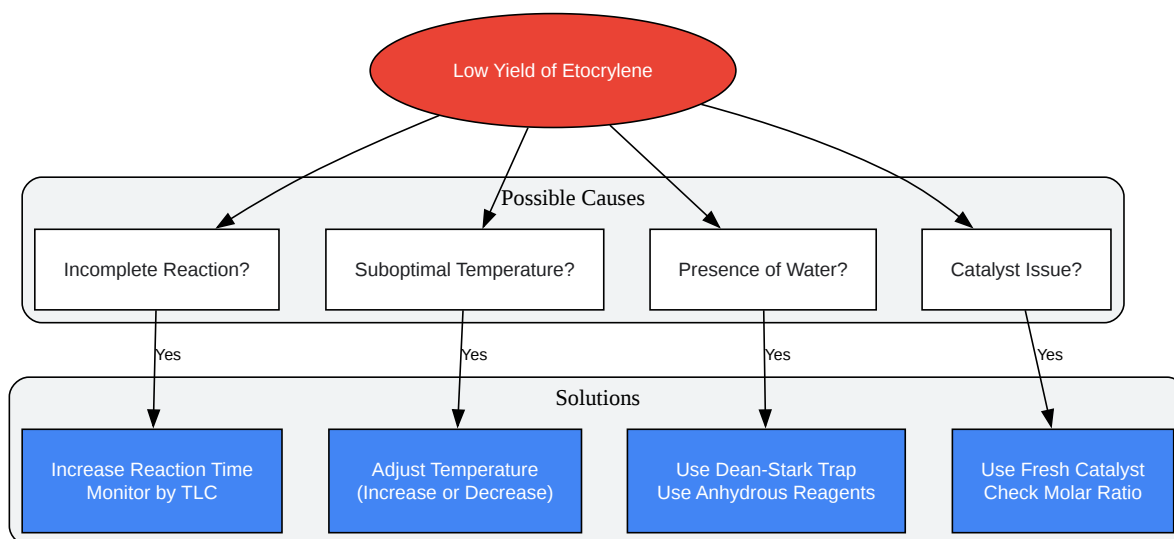 Low Yield of Etocrylene
Possible Causes
Incomplete Reaction?
Suboptimal Temperature?
Presence of Water?
Catalyst Issue?
Yes
Yes
Yes
Yes
Solutions
Increase Reaction Time
Monitor by TLC
Adjust Temperature
(Increase or Decrease)
Use Dean-Stark Trap
Use Anhydrous Reagents
Use Fresh Catalyst
Check Molar Ratio